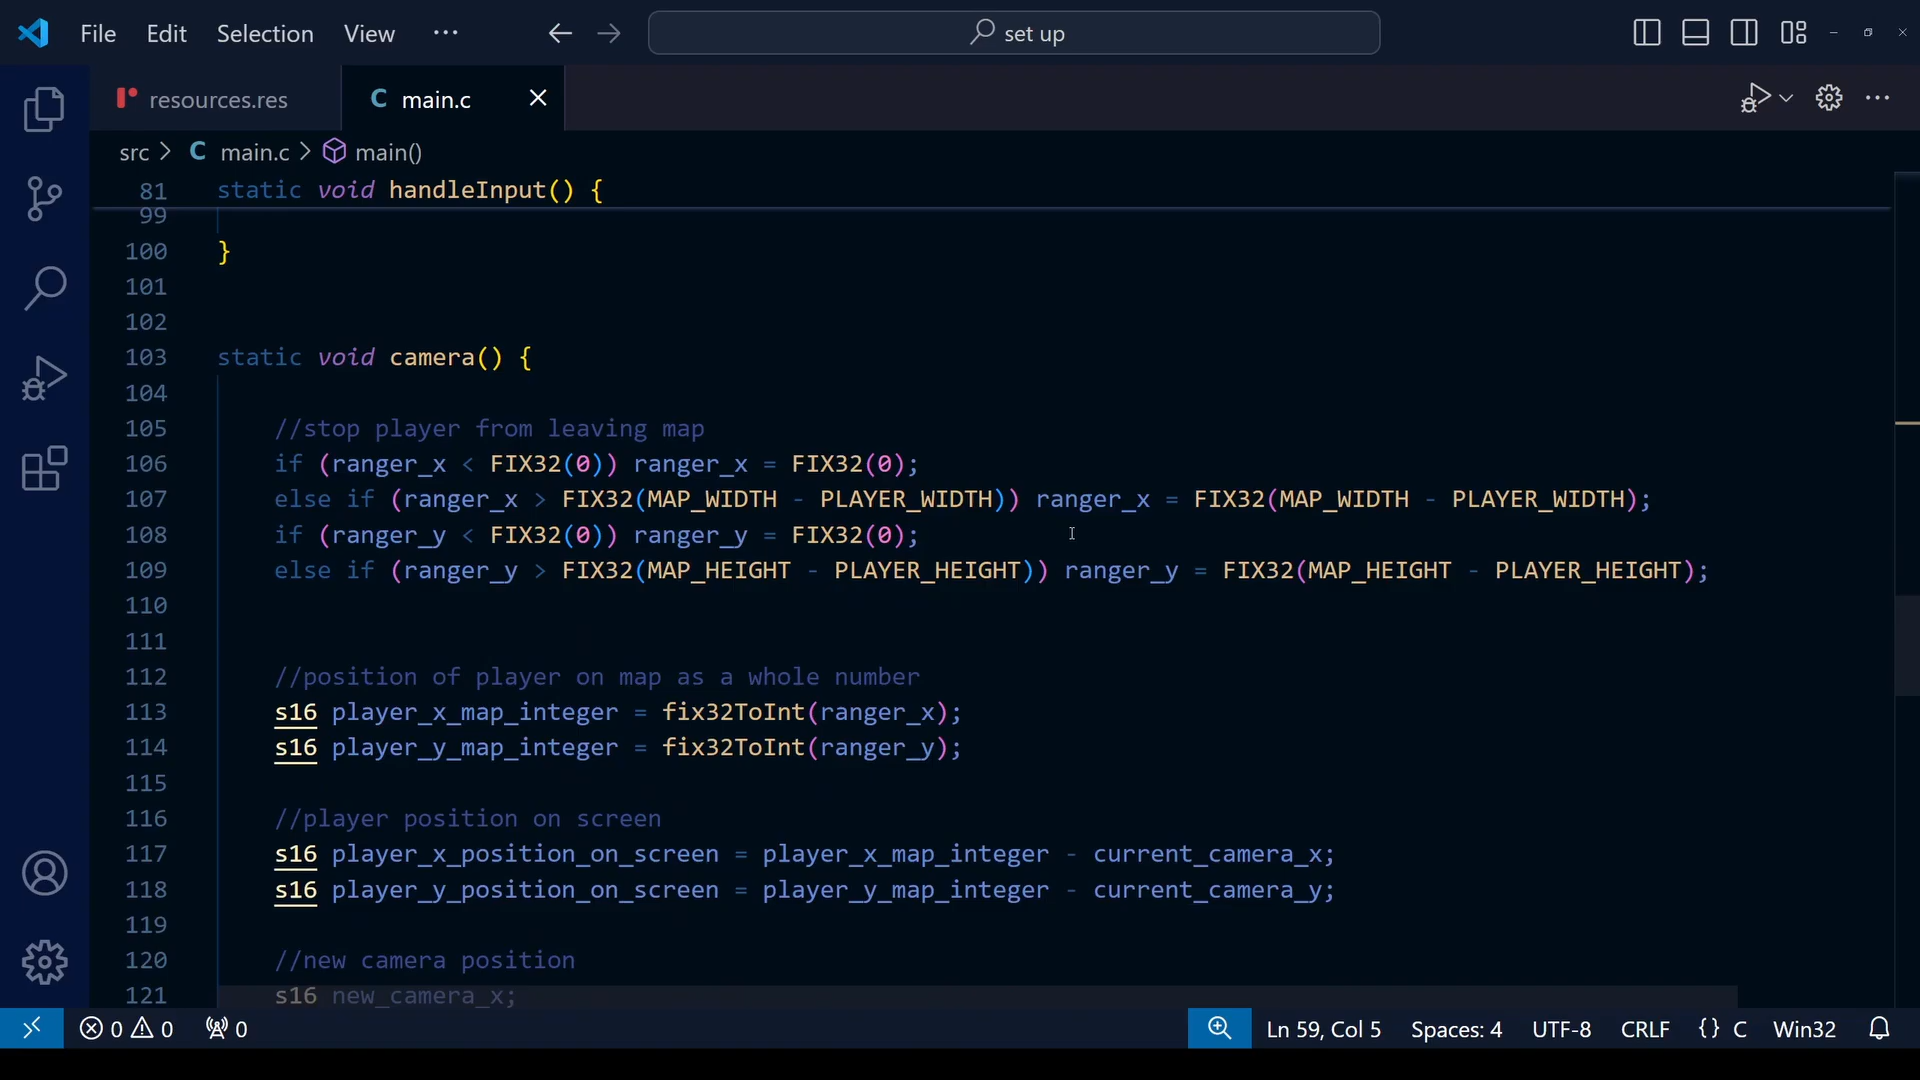 File Edit Selection View ··· set up
resources.res C main.c
src > C main.c > main()
81 static void handleInput() {
99
100 }
101
102
103 static void camera() {
104
105 //stop player from leaving map
106 if (ranger_x < FIX32(0)) ranger_x = FIX32(0);
107 else if (ranger_x > FIX32(MAP_WIDTH - PLAYER_WIDTH)) ranger_x = FIX32(MAP_WIDTH - PLAYER_WIDTH);
108 if (ranger_y < FIX32(0)) ranger_y = FIX32(0);
109 else if (ranger_y > FIX32(MAP_HEIGHT - PLAYER_HEIGHT)) ranger_y = FIX32(MAP_HEIGHT - PLAYER_HEIGHT);
110
111
112 //position of player on map as a whole number
113 s16 player_x_map_integer = fix32ToInt(ranger_x);
114 s16 player_y_map_integer = fix32ToInt(ranger_y);
115
116 //player position on screen
117 s16 player_x_position_on_screen = player_x_map_integer - current_camera_x;
118 s16 player_y_position_on_screen = player_y_map_integer - current_camera_y;
119
120 //new camera position
121 s16 new_camera_x;
0 0 0 Ln 59, Col 5 Spaces: 4 UTF-8 CRLF {} C Win32